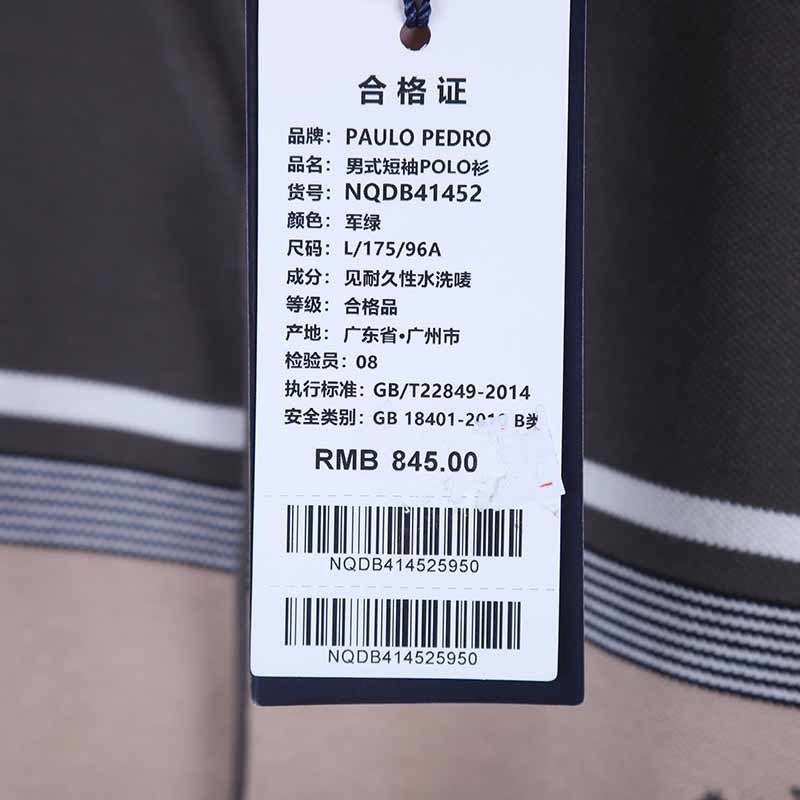 合格证
品牌： PAULO PEDRO
品名： 男式短袖POLO衫
货号： NQDB41452
颜色： 军绿
尺码： L/175/96A
成分： 见耐久性水洗唛
等级： 合格品
产地： 广东省·广州市
检验员： 08
执行标准： GB/T22849-2014
安全类别： GB B类
RMB 845.00
NQDB414525950
NQDB414525950